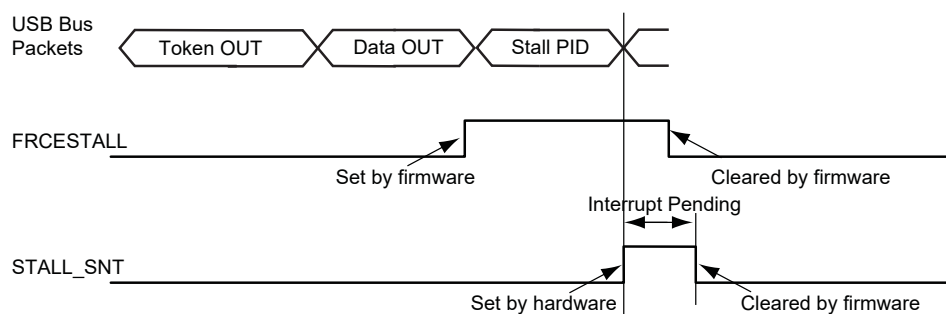 USB Bus
Packets
Token OUT
Data OUT
Stall PID
FRCESTALL
Set by firmware
Cleared by firmware
Interrupt Pending
STALL_SNT
Set by hardware
Cleared by firmware